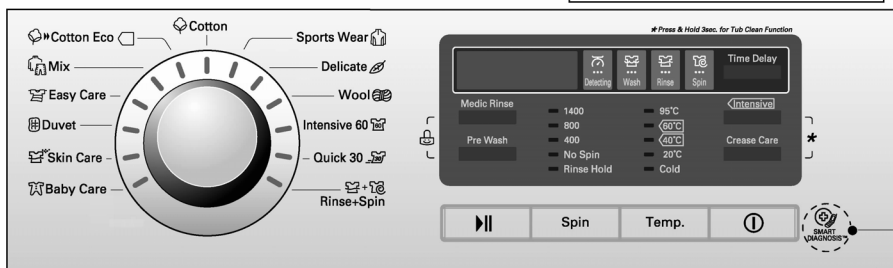 Cotton
Cotton Eco
Sports Wear
Mix
Delicate
Easy Care
Wool
Duvet
Intensive 60
Skin Care
Quick 30
Baby Care
Rinse+Spin
*Press & Hold 3sec. for Tub Clean Function
Detecting
Wash
Rinse
Spin
Time Delay
Medic Rinse
Pre Wash
1400
800
400
No Spin
Rinse Hold
95°C
60°C
40°C
20°C
Cold
Intensive
Crease Care
*
Spin
Temp.
SMART
DIAGNOSIS™